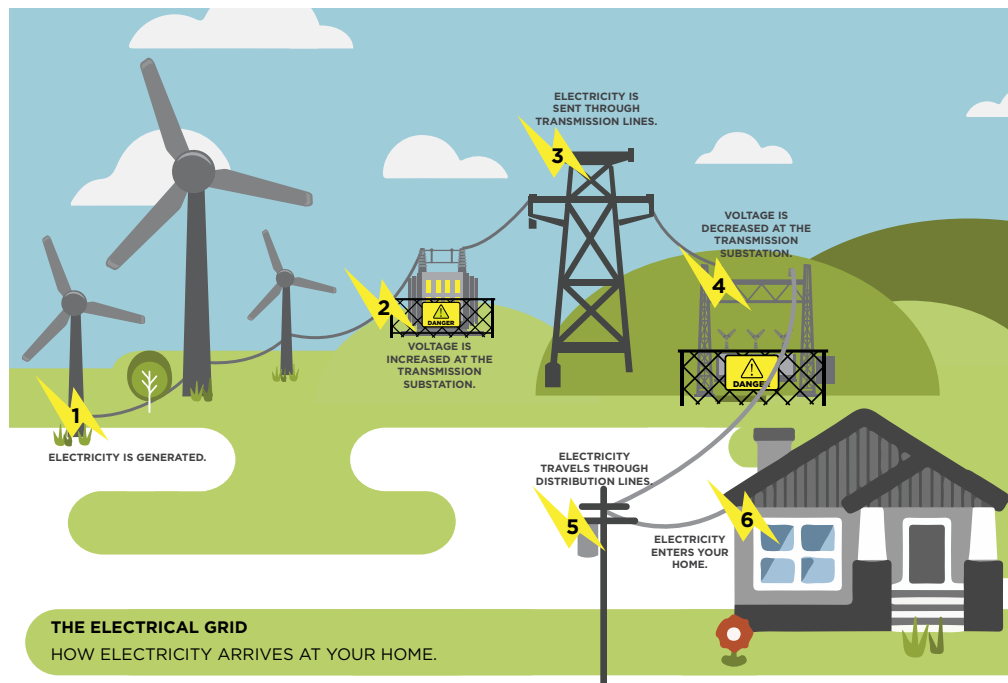 1
ELECTRICITY IS GENERATED.
2
DANGER
VOLTAGE IS
INCREASED AT THE
TRANSMISSION
SUBSTATION.
ELECTRICITY IS
SENT THROUGH
TRANSMISSION LINES.
3
VOLTAGE IS
DECREASED AT THE
TRANSMISSION
SUBSTATION.
4
DANGER
ELECTRICITY
TRAVELS THROUGH
DISTRIBUTION LINES.
5
6
ELECTRICITY
ENTERS YOUR
HOME.
THE ELECTRICAL GRID
HOW ELECTRICITY ARRIVES AT YOUR HOME.